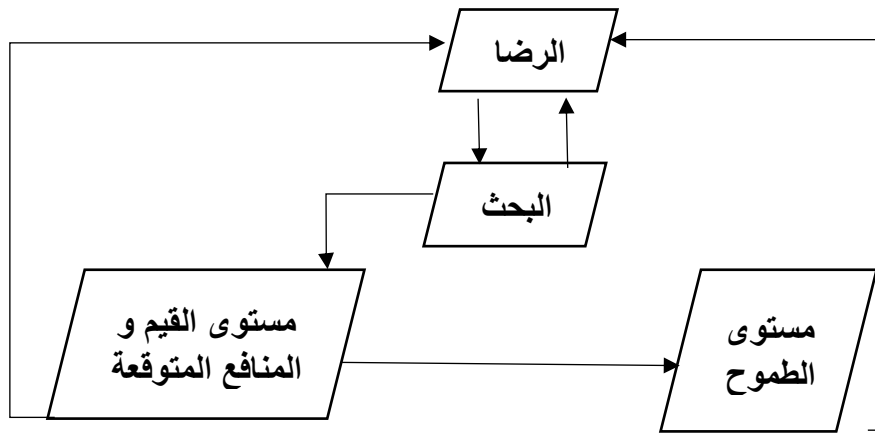 الرضا
البحث
مستوى القيم و
المنافع المتوقعة
مستوى
الطموح